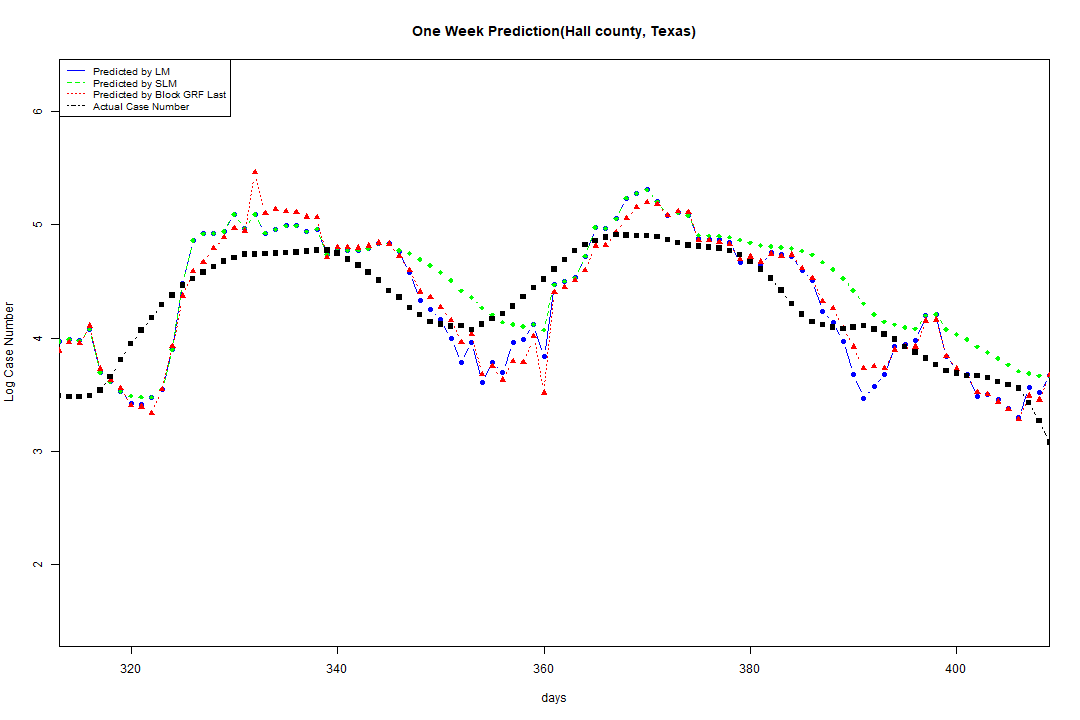 One Week Prediction(Hall county, Texas)
Predicted by LM
Predicted by SLM
Predicted by Block GRF Last
Actual Case Number
6
5
4
3
2
Log Case Number
320 340 360 380 400
days